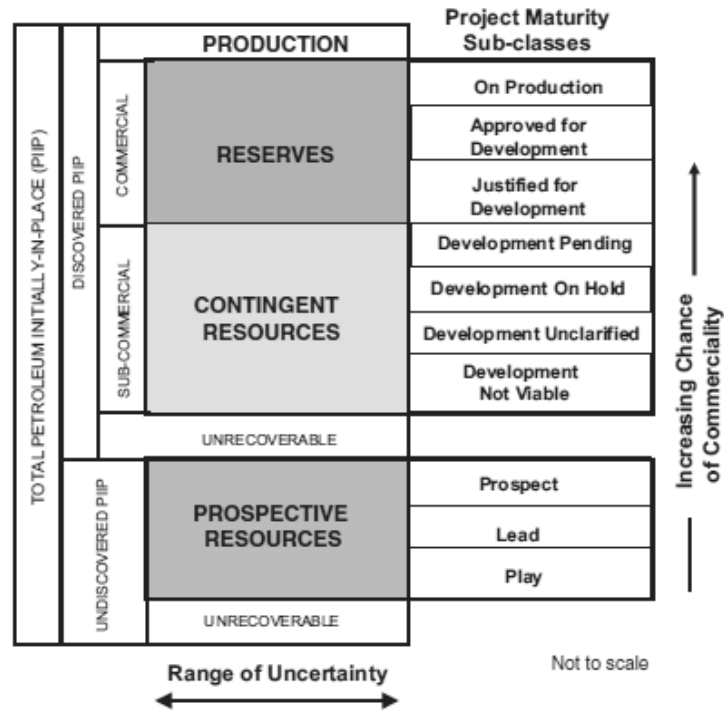 Project Maturity
Sub-classes
PRODUCTION
On Production
Approved for
Development
Justified for
Development
RESERVES
Development Pending
Development On Hold
Development Unclarified
Development
Not Viable
CONTINGENT
RESOURCES
UNRECOVERABLE
Prospect
Lead
Play
PROSPECTIVE
RESOURCES
UNRECOVERABLE
TOTAL PETROLEUM INITIALLY-IN-PLACE (PIIP)
DISCOVERED PIIP
UNDISCOVERED PIIP
COMMERCIAL
SUB-COMMERCIAL
Increasing Chance
of Commerciality
Range of Uncertainty
Not to scale